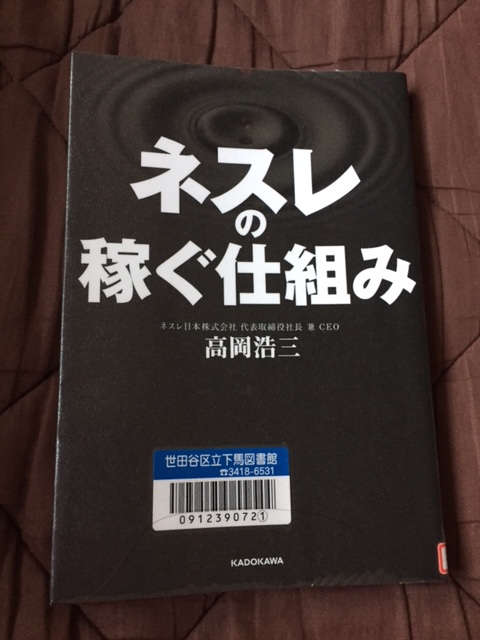 ネスレ
の
稼ぐ仕組み
ネスレ日本株式会社 代表取締役社長 兼 CEO
高岡浩三
世田谷区立下馬図書館
☎3418-6531
0912390721
KADOKAWA